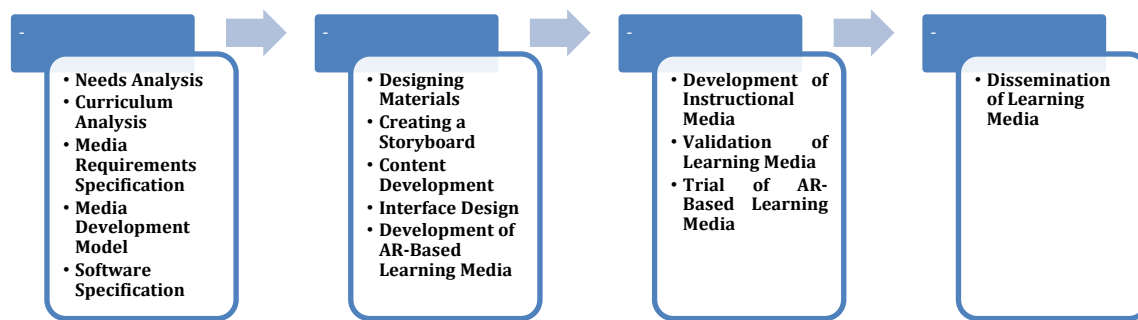 -
• Needs Analysis
• Curriculum
Analysis
• Media
Requirements
Specification
• Media
Development
Model
• Software
Specification
-
• Designing
Materials
• Creating a
Storyboard
• Content
Development
• Interface Design
• Development of
AR-Based
Learning Media
-
• Development of
Instructional
Media
• Validation of
Learning Media
• Trial of AR-
Based Learning
Media
-
• Dissemination
of Learning
Media